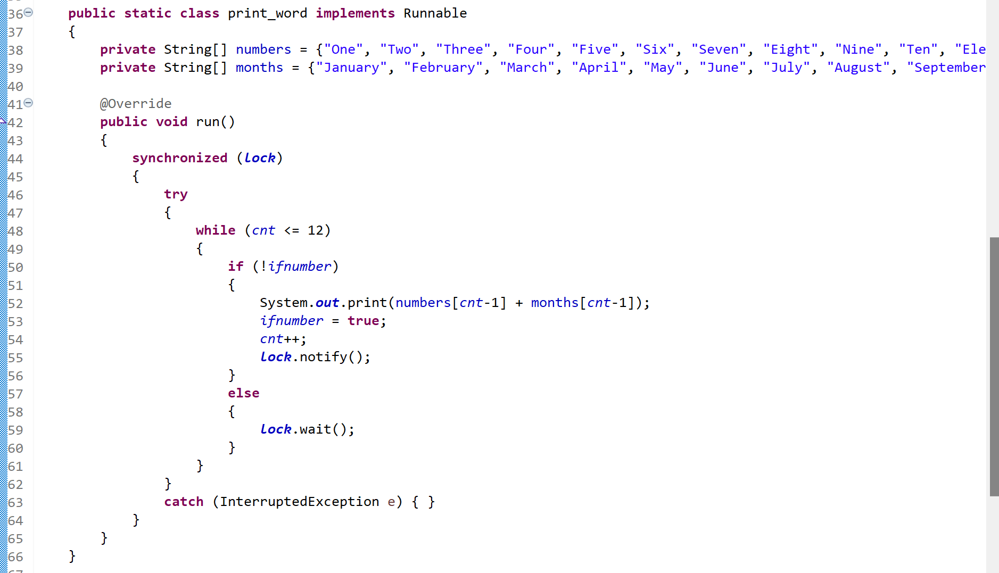 36 public static class print_word implements Runnable
37 {
38 private String[] numbers = {"One", "Two", "Three", "Four", "Five", "Six", "Seven", "Eight", "Nine", "Ten", "Ele
39 private String[] months = {"January", "February", "March", "April", "May", "June", "July", "August", "September
40
41 @Override
42 public void run()
43 {
44 synchronized (lock)
45 {
46 try
47 {
48 while (cnt <= 12)
49 {
50 if (!ifnumber)
51 {
52 System.out.print(numbers[cnt-1] + months[cnt-1]);
53 ifnumber = true;
54 cnt++;
55 lock.notify();
56 }
57 else
58 {
59 lock.wait();
60 }
61 }
62 }
63 catch (InterruptedException e) { }
64 }
65 }
66 }